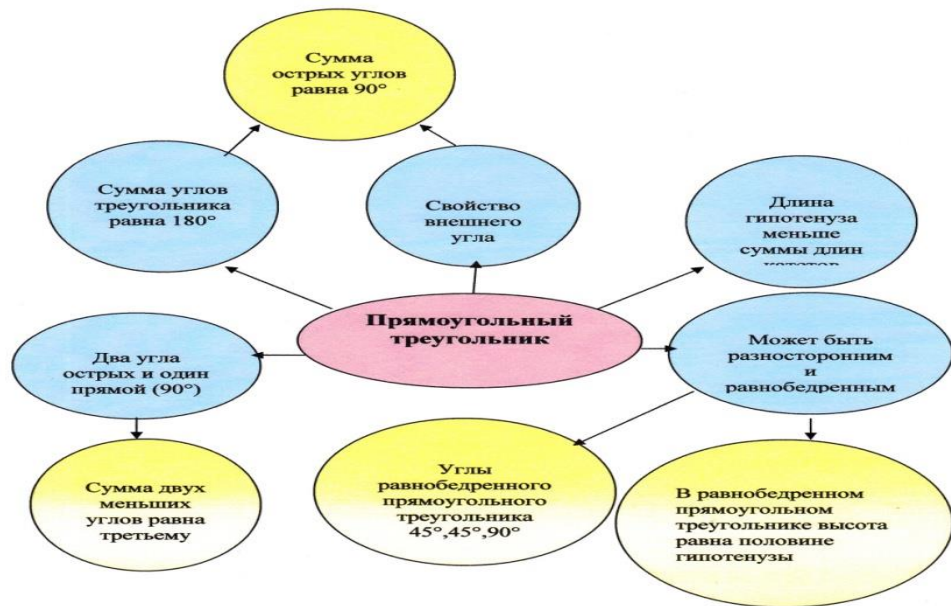 Сумма
острых углов
равна 90°
Сумма углов
треугольника
равна 180°
Свойство
внешнего
угла
Длина
гипотенуза
меньше
суммы длин
Прямоугольный
треугольник
Два угла
острых и один
прямой (90°)
Может быть
разносторонним
и
равнобедренным
Сумма двух
меньших
углов равна
третьему
Углы
равнобедренного
прямоугольного
треугольника
45°,45°,90°
В равнобедренном
прямоугольном
треугольнике высота
равна половине
гипотенузы